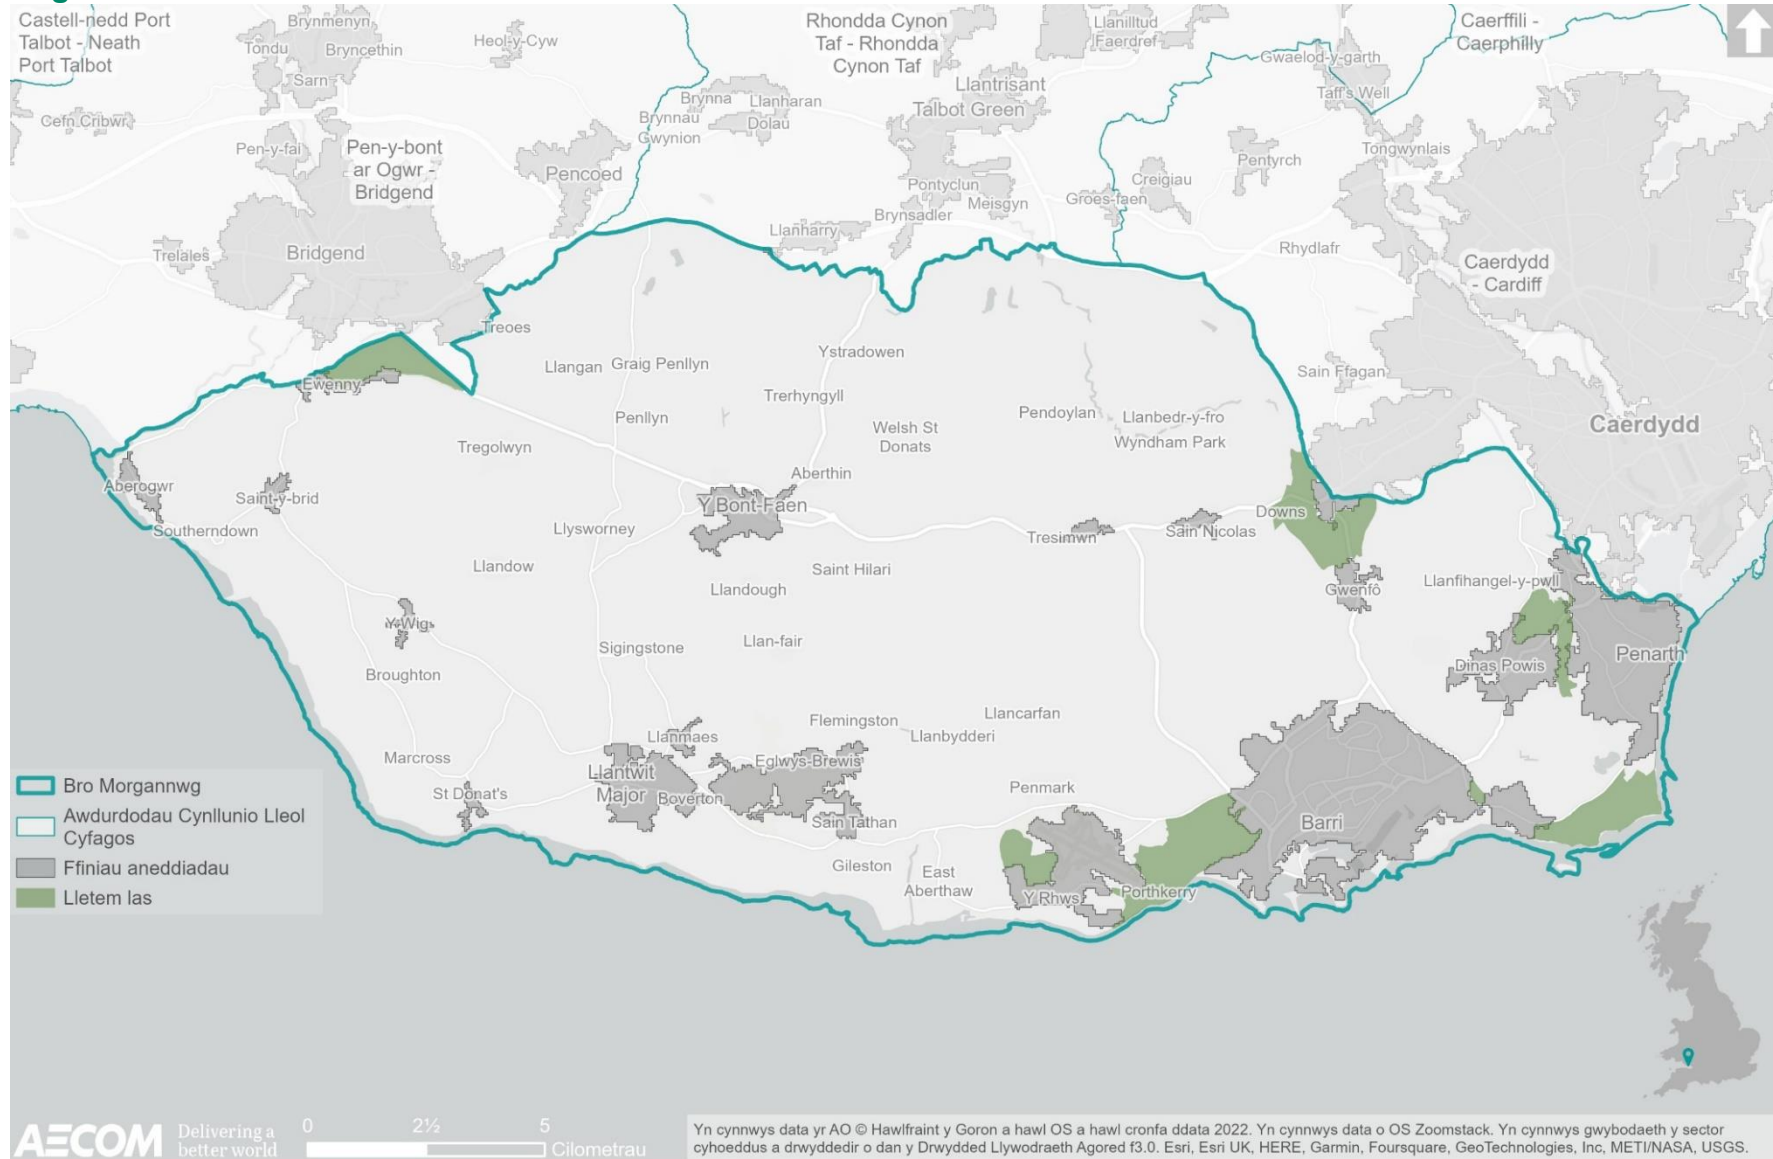 Castell-nedd Port
Talbot - Neath
Port Talbot
Brynmenyn
Tondu
Bryncethin
Sarn
Heol-y-Cyw
Rhondda Cynon
Taf - Rhondda
Cynon Taf
Llanilltud
Faerdref
Caerffili -
Caerphilly
Gwaelod-y-garth
Taff's Well
Llantrisant
Talbot Green
Cefn Cribwr
Brynna
Llanharan
Brynnau
Gwynion
Dolau
Pen-y-fai
Pen-y-bont
ar Ogwr -
Bridgend
Pencoed
Tongwynlais
Pentyrch
Creigiau
Pontyclun
Meisgyn
Groes-faen
Brynsadler
Llanharry
Trelales
Bridgend
Rhydlafr
Caerdydd
- Cardiff
Treoes
Llangan
Graig Penllyn
Ystradowen
Sain Ffagan
Ewenny
Trerhyngyll
Penllyn
Pendoylan
Llanbedr-y-fro
Caerdydd
Tregolwyn
Welsh St
Donats
Wyndham Park
Aberthin
Aberogwr
Saint-y-brid
Y Bont-Faen
Downs
Southerndown
Llysworney
Tresimwn
Sain Nicolas
Llandow
Saint Hilari
Llandough
Gwenfô
Llanfihangel-y-pwll
Y Wig
Llan-fair
Sigingstone
Broughton
Dinas Powis
Penarth
Flemingston
Llancarfan
Llanbydderi
Llanmaes
Marcross
Eglwys-Brewis
Llantwit
Major
Boverton
St Donat's
Penmark
Sain Tathan
Barri
Gileston
East
Aberthaw
Y Rhws
Porthkerry
Bro Morgannwg
Awdurdodau Cynllunio Lleol
Cyfagos
Ffiniau aneddiadau
Lletem las
AECOM
Delivering a
better world
0 2½ 5
Cilometrau
Yn cynnwys data yr AO © Hawlfraint y Goron a hawl OS a hawl cronfa ddata 2022. Yn cynnwys data o OS Zoomstack. Yn cynnwys gwybodaeth y sector
cyhoeddus a drwyddedir o dan y Drwydded Llywodraeth Agored f3.0. Esri, Esri UK, HERE, Garmin, Foursquare, GeoTechnologies, Inc, METI/NASA, USGS.